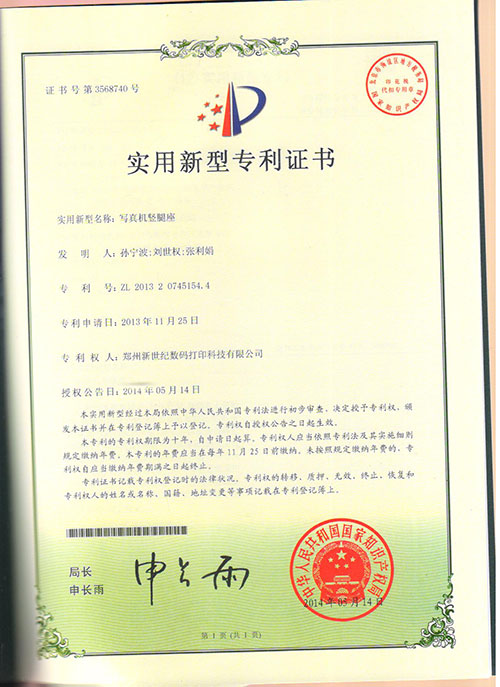 证书号第3568740号
印花税
代扣专用章
实用新型专利证书
实用新型名称：写真机竖腿座
发明人：孙宁波;刘世权;张利娟
专利号：ZL 2013 2 0745154.4
专利申请日：2013年11月25日
专利权人：郑州新世纪数码打印科技有限公司
授权公告日：2014年05月14日
本实用新型经过本局依照中华人民共和国专利法进行初步审查，决定授予专利权，颁
发本证书并在专利登记簿上予以登记。专利权自授权公告之日起生效。
本专利的专利权期限为十年，自申请日起算。专利权人应当依照专利法及其实施细则
规定缴纳年费。本专利的年费应当在每年11月25日前缴纳。未按照规定缴纳年费的，专
利权自应当缴纳年费期满之日起终止。
专利证书记载专利权登记时的法律状况。专利权的转移、质押、无效、终止、恢复和
专利权人的姓名或名称、国籍、地址变更等事项记载在专利登记簿上。
局长
申长雨
申长雨
中华人民共和国国家知识产权局
2014年05月14日
第1页（共1页）